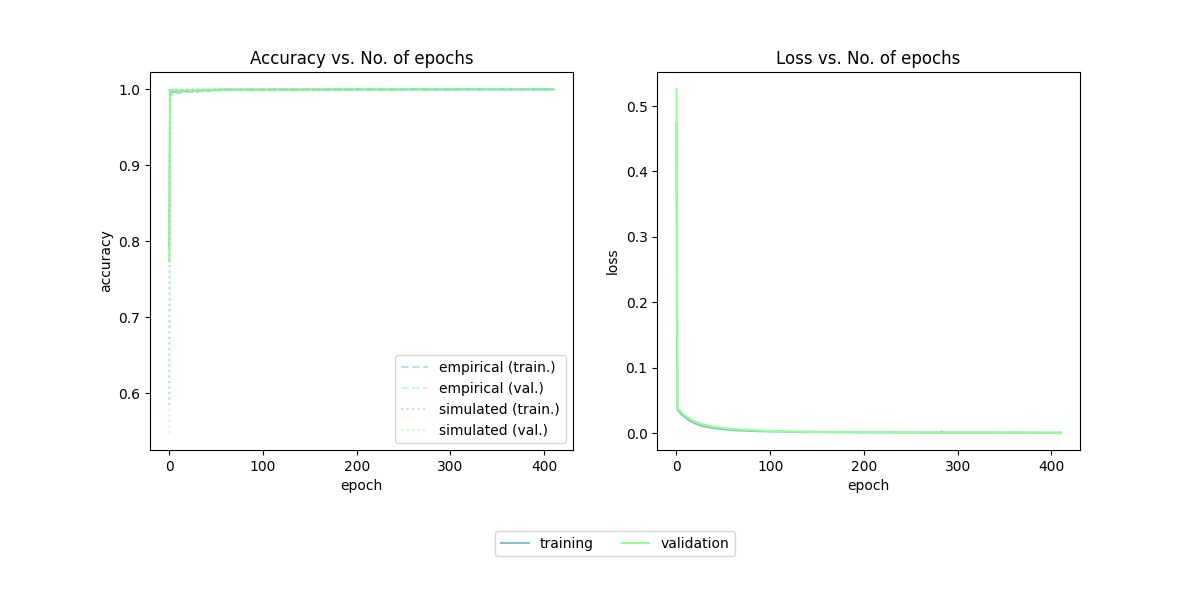 Accuracy vs. No. of epochs
1.0
0.9
0.8
0.7
0.6
accuracy
0 100 200 300 400
epoch
empirical (train.)
empirical (val.)
simulated (train.)
simulated (val.)
Loss vs. No. of epochs
0.5
0.4
0.3
0.2
0.1
0.0
loss
0 100 200 300 400
epoch
training validation